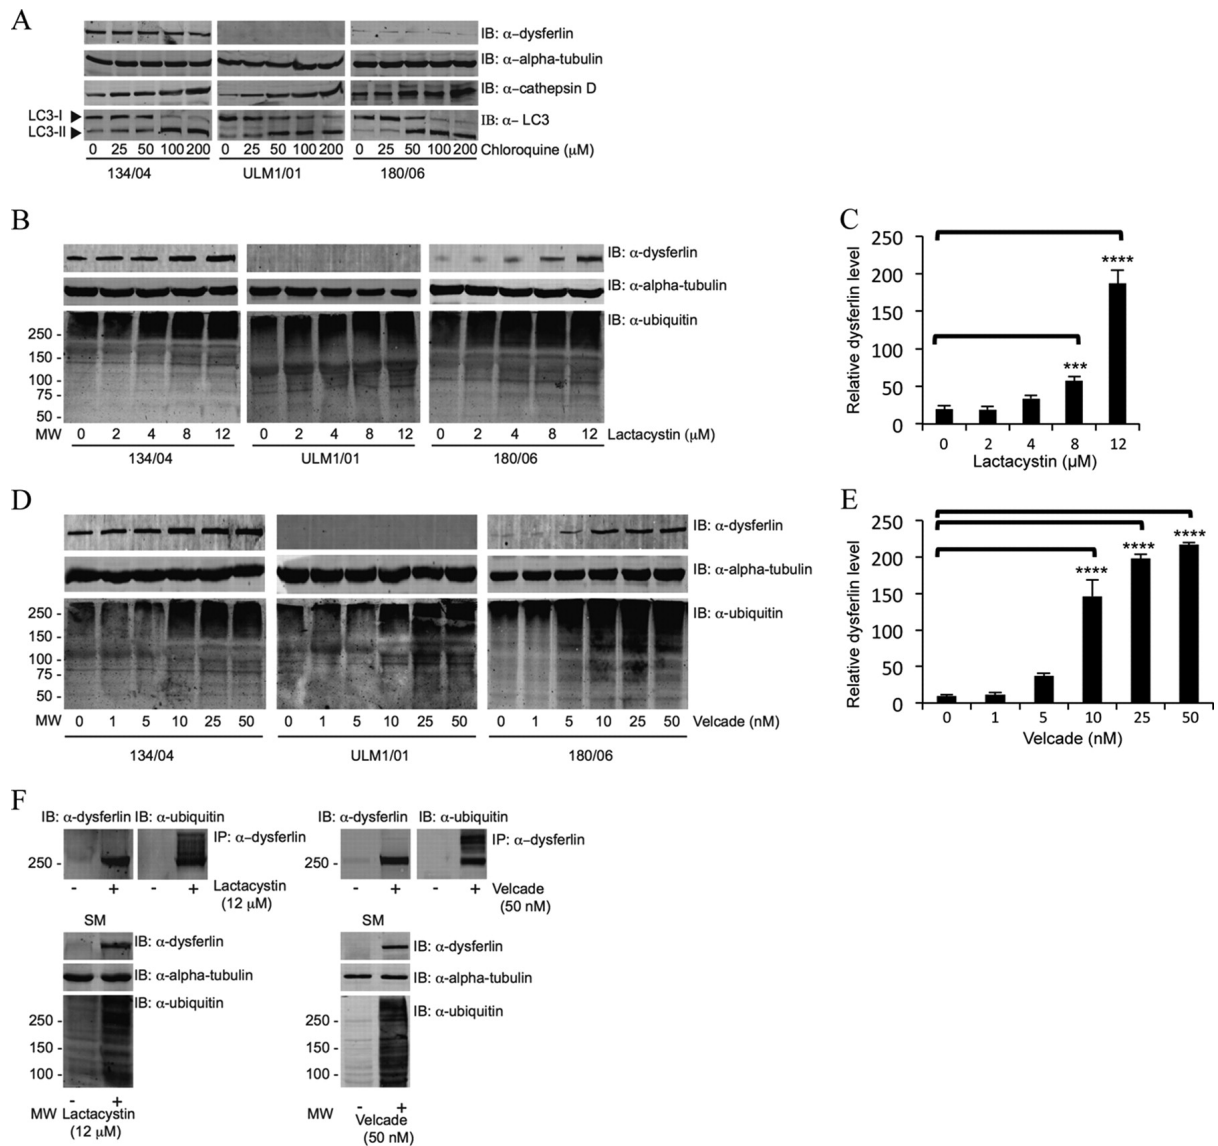 A
IB: α–dysferlin
IB: α–alpha-tubulin
IB: α–cathepsin D
LC3-I
IB: α– LC3
LC3-II
0 25 50 100 200 0 25 50 100 200 0 25 50 100 200 Chloroquine (μM)
134/04 ULM1/01 180/06
B
IB: α-dysferlin
IB: α-alpha-tubulin
IB: α-ubiquitin
250 -
150 -
100 -
75 -
50 -
MW 0 2 4 8 12 0 2 4 8 12 0 2 4 8 12 Lactacystin (μM)
134/04 ULM1/01 180/06
C
Relative dysferlin level
250
200
150
100
50
0
***
****
0 2 4 8 12
Lactacystin (μM)
D
IB: α-dysferlin
IB: α-alpha-tubulin
IB: α-ubiquitin
250 -
150 -
100 -
75 -
50 -
MW 0 1 5 10 25 50 0 1 5 10 25 50 0 1 5 10 25 50 Velcade (nM)
134/04 ULM1/01 180/06
E
Relative dysferlin level
250
200
150
100
50
0
****
****
****
0 1 5 10 25 50
Velcade (nM)
F
IB: α-dysferlin IB: α-ubiquitin
IP: α–dysferlin
250 -
- + - + Lactacystin
(12 μM)
SM
IB: α-dysferlin
IB: α-alpha-tubulin
IB: α-ubiquitin
250 -
150 -
100 -
- +
MW Lactacystin
(12 μM)
IB: α-dysferlin IB: α-ubiquitin
IP: α–dysferlin
250 -
- + - + Velcade
(50 nM)
SM
IB: α-dysferlin
IB: α-alpha-tubulin
IB: α-ubiquitin
250 -
150 -
100 -
- +
MW Velcade
(50 nM)